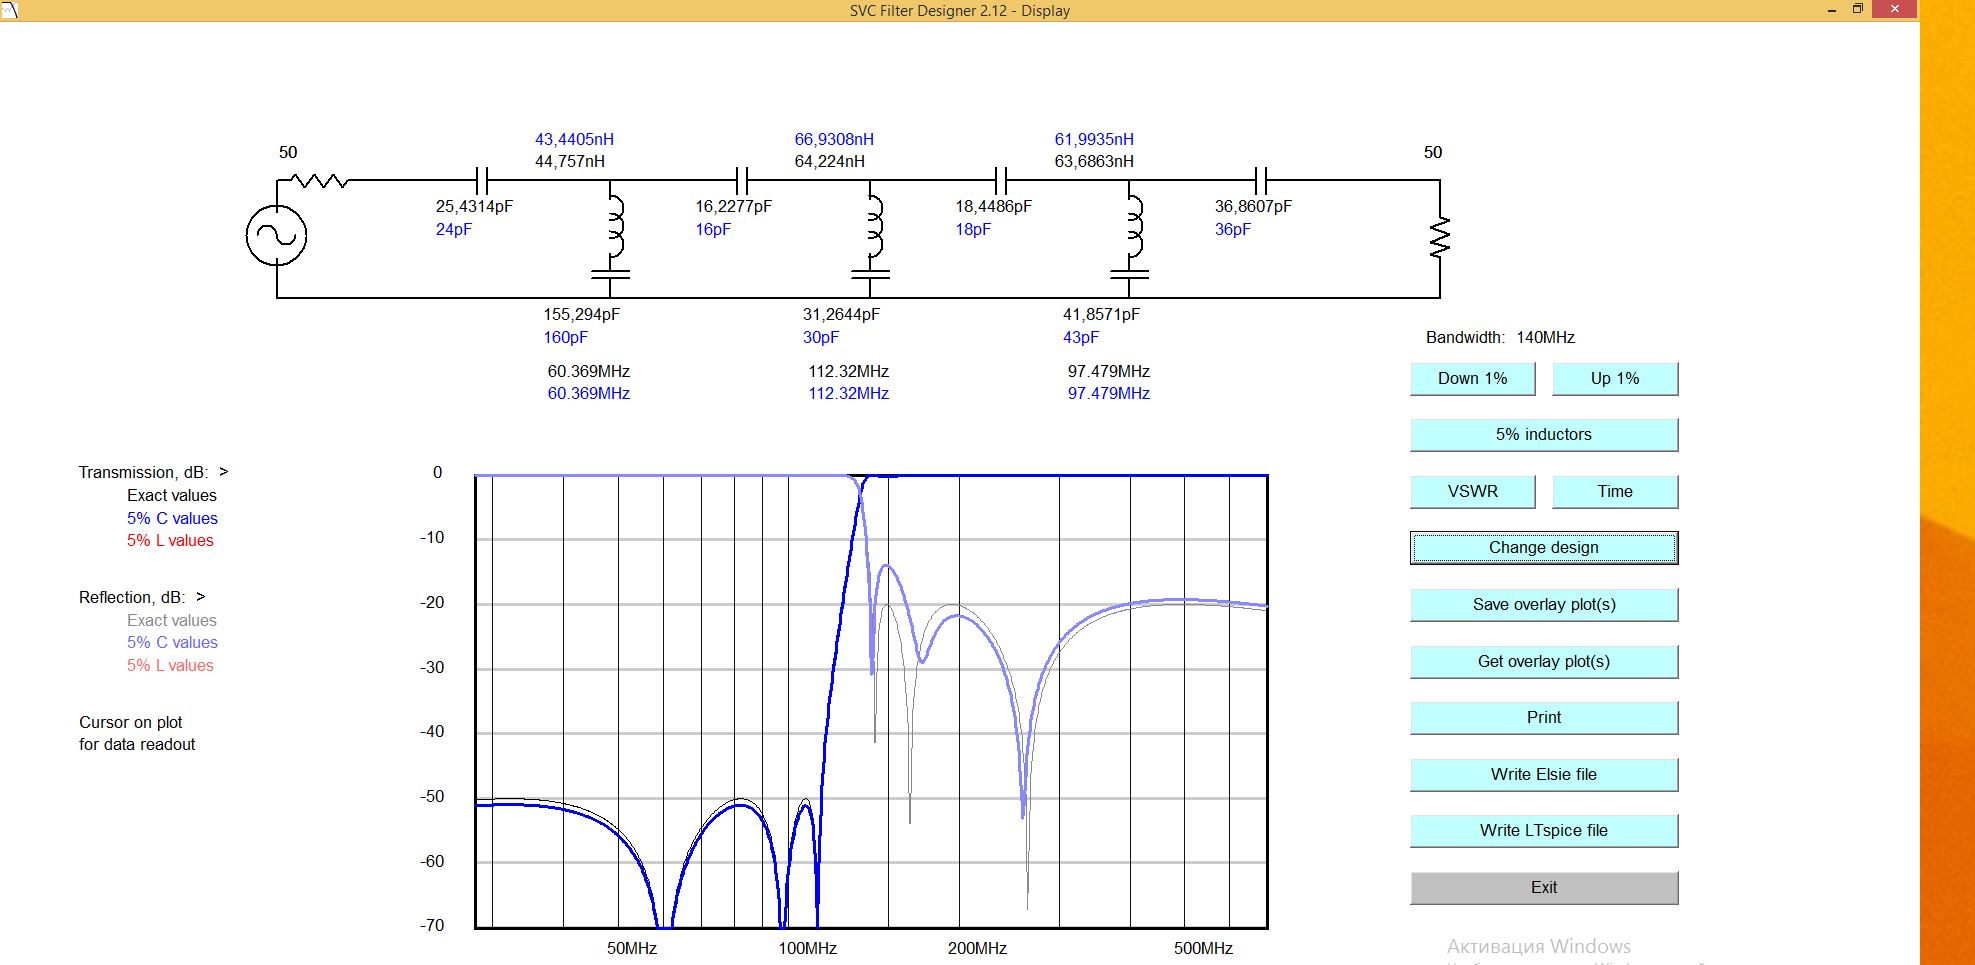 SVC Filter Designer 2.12 - Display
43,4405nH 66,9308nH 61,9935nH
50 44,757nH 64,224nH 63,6863nH 50
25,4314pF 16,2277pF 18,4486pF 36,8607pF
24pF 16pF 18pF 36pF
155,294pF 31,2644pF 41,8571pF
160pF 30pF 43pF
60.369MHz 112.32MHz 97.479MHz
60.369MHz 112.32MHz 97.479MHz
Bandwidth: 140MHz
Down 1% Up 1%
5% inductors
VSWR Time
Change design
Save overlay plot(s)
Get overlay plot(s)
Print
Write Elsie file
Write LTspice file
Exit
Transmission, dB: >
Exact values
5% C values
5% L values
Reflection, dB: >
Exact values
5% C values
5% L values
Cursor on plot
for data readout
0
-10
-20
-30
-40
-50
-60
-70
50MHz 100MHz 200MHz 500MHz
Активация Windows